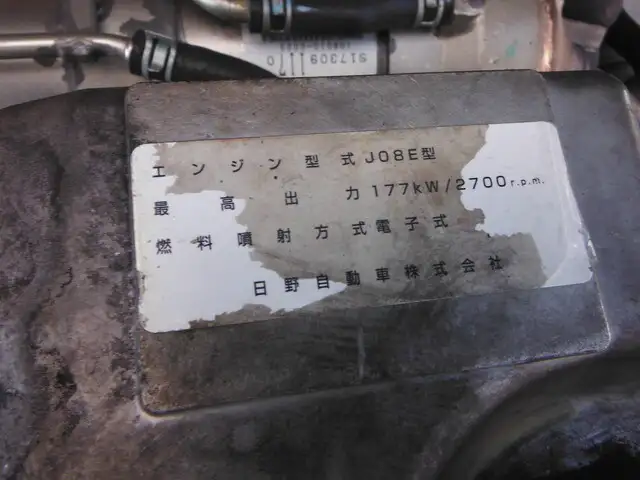 S1730911170
エンジン型式J08E型
最高出力177kW/2700r.p.m.
燃料噴射方式電子式
日野自動車株式会社